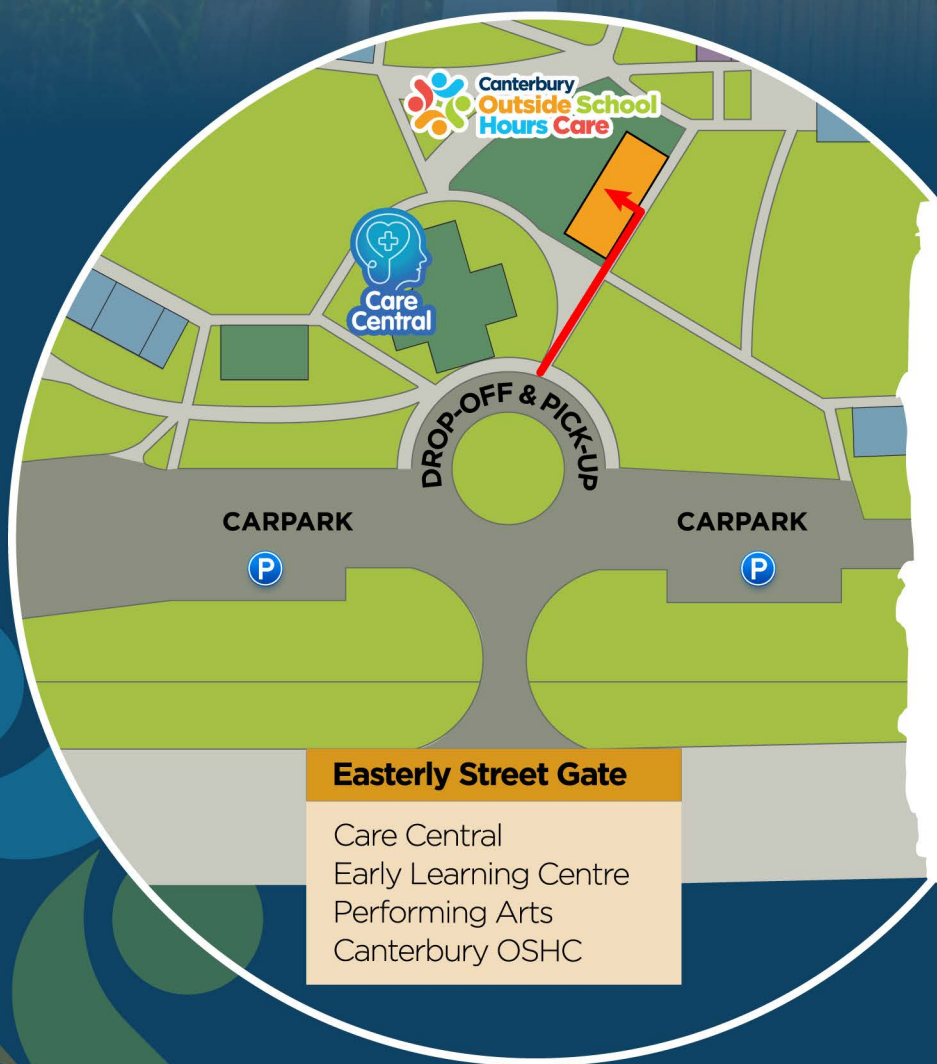 Canterbury
Outside School
Hours Care
Care
Central
DROP-OFF & PICK-UP
CARPARK
P
CARPARK
P
Easterly Street Gate
Care Central
Early Learning Centre
Performing Arts
Canterbury OSHC